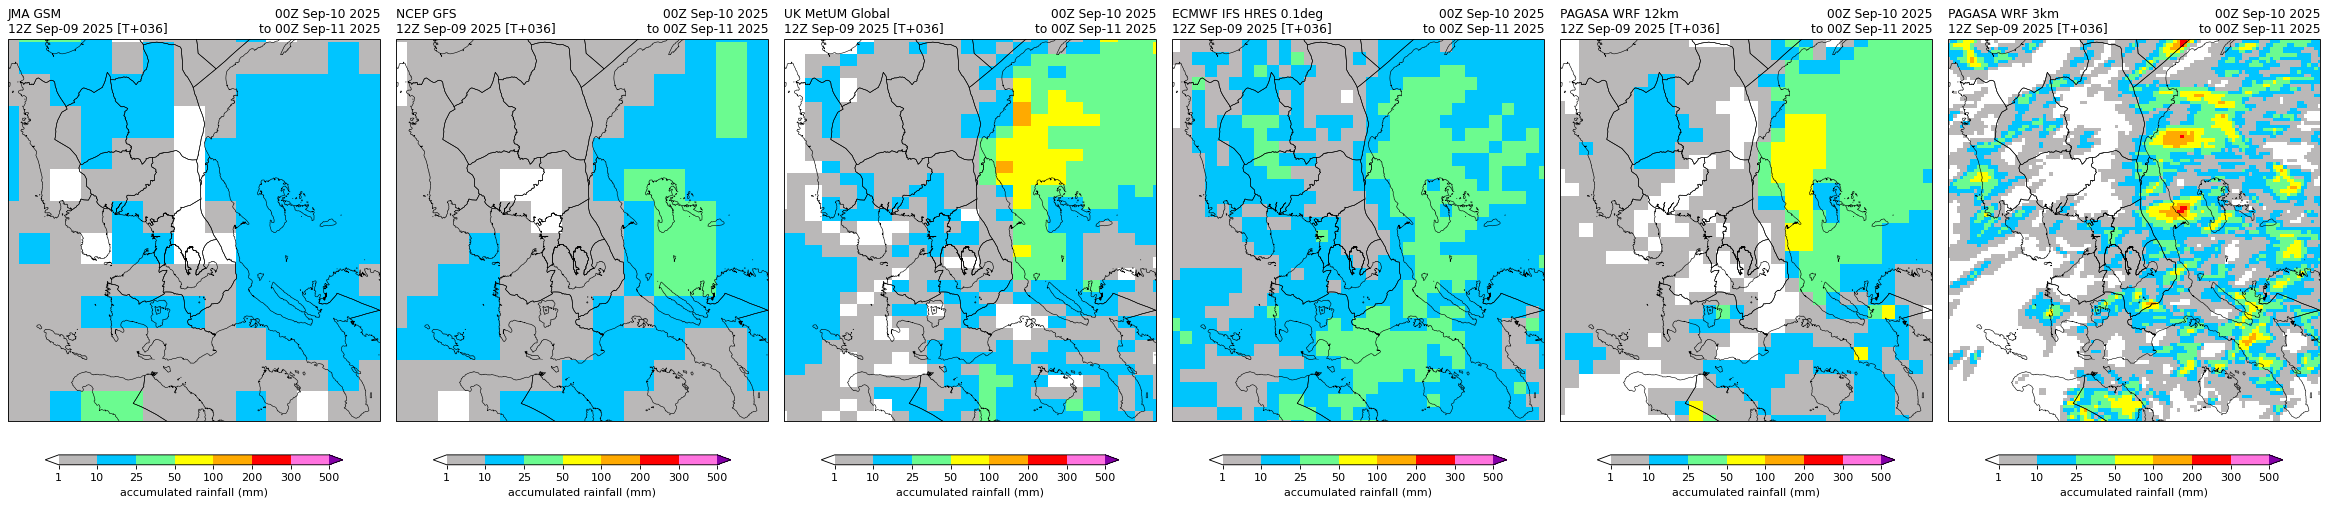 JMA GSM 00Z Sep-10 2025
12Z Sep-09 2025 [T+036] to 00Z Sep-11 2025
1 10 25 50 100 200 300 500
accumulated rainfall (mm)
NCEP GFS 00Z Sep-10 2025
12Z Sep-09 2025 [T+036] to 00Z Sep-11 2025
1 10 25 50 100 200 300 500
accumulated rainfall (mm)
UK MetUM Global 00Z Sep-10 2025
12Z Sep-09 2025 [T+036] to 00Z Sep-11 2025
1 10 25 50 100 200 300 500
accumulated rainfall (mm)
ECMWF IFS HRES 0.1deg 00Z Sep-10 2025
12Z Sep-09 2025 [T+036] to 00Z Sep-11 2025
1 10 25 50 100 200 300 500
accumulated rainfall (mm)
PAGASA WRF 12km 00Z Sep-10 2025
12Z Sep-09 2025 [T+036] to 00Z Sep-11 2025
1 10 25 50 100 200 300 500
accumulated rainfall (mm)
PAGASA WRF 3km 00Z Sep-10 2025
12Z Sep-09 2025 [T+036] to 00Z Sep-11 2025
1 10 25 50 100 200 300 500
accumulated rainfall (mm)